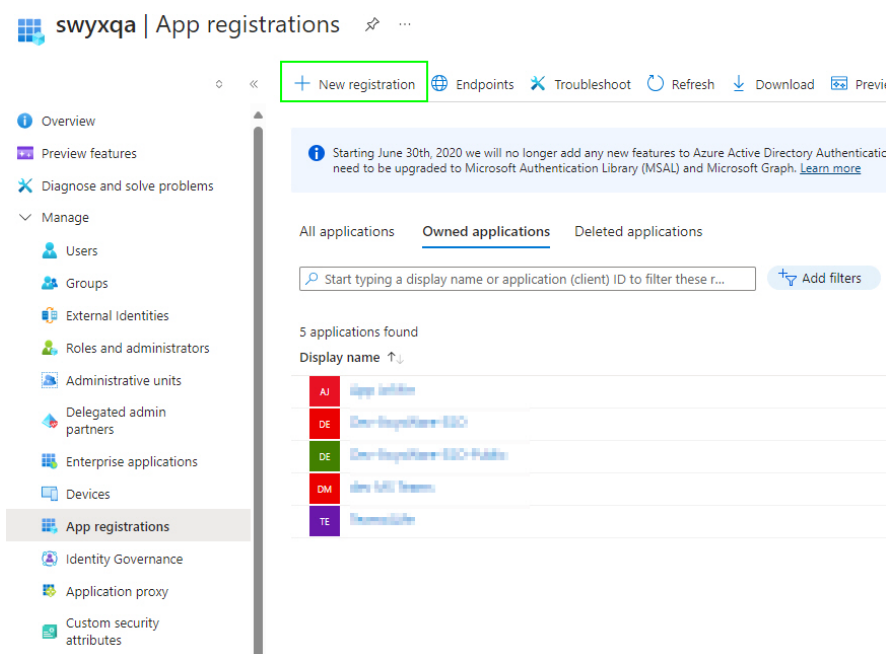 swyxqa | App registrations
+ New registration Endpoints Troubleshoot Refresh Download Previe
Overview
Preview features
Diagnose and solve problems
Manage
Users
Groups
External Identities
Roles and administrators
Administrative units
Delegated admin
partners
Enterprise applications
Devices
App registrations
Identity Governance
Application proxy
Custom security
attributes
Starting June 30th, 2020 we will no longer add any new features to Azure Active Directory Authenticatio
need to be upgraded to Microsoft Authentication Library (MSAL) and Microsoft Graph. Learn more
All applications Owned applications Deleted applications
Start typing a display name or application (client) ID to filter these r... Add filters
5 applications found
Display name ↑↓
AJ
DE
DE
DM
TE